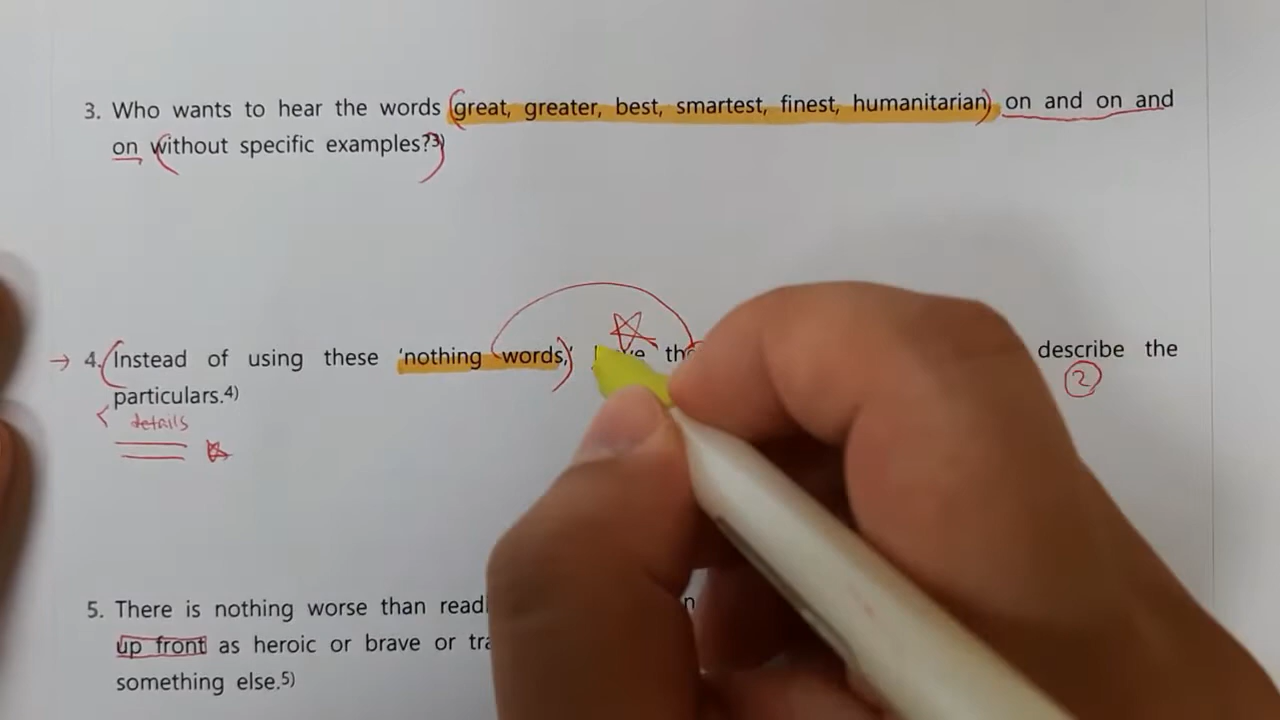 3. Who wants to hear the words (great, greater, best, smartest, finest, humanitarian) on and on and
on without specific examples?3)
→ 4. (Instead of using these 'nothing words,') describe the
particulars.4)
②
details
5. There is nothing worse than
up front as heroic or brave or
something else.5)